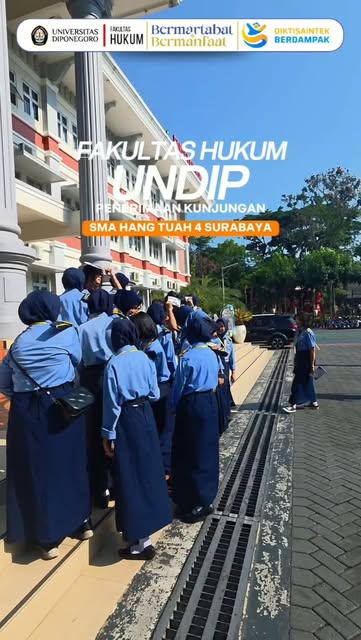 UNIVERSITAS
DIPONEGORO
FAKULTAS
HUKUM
Bermartabat
Bermanfaat
DIKTISAINTEK
BERDAMPAK
FAKULTAS HUKUM
UNDIP
PENERIMAAN KUNJUNGAN
SMA HANG TUAH 4 SURABAYA